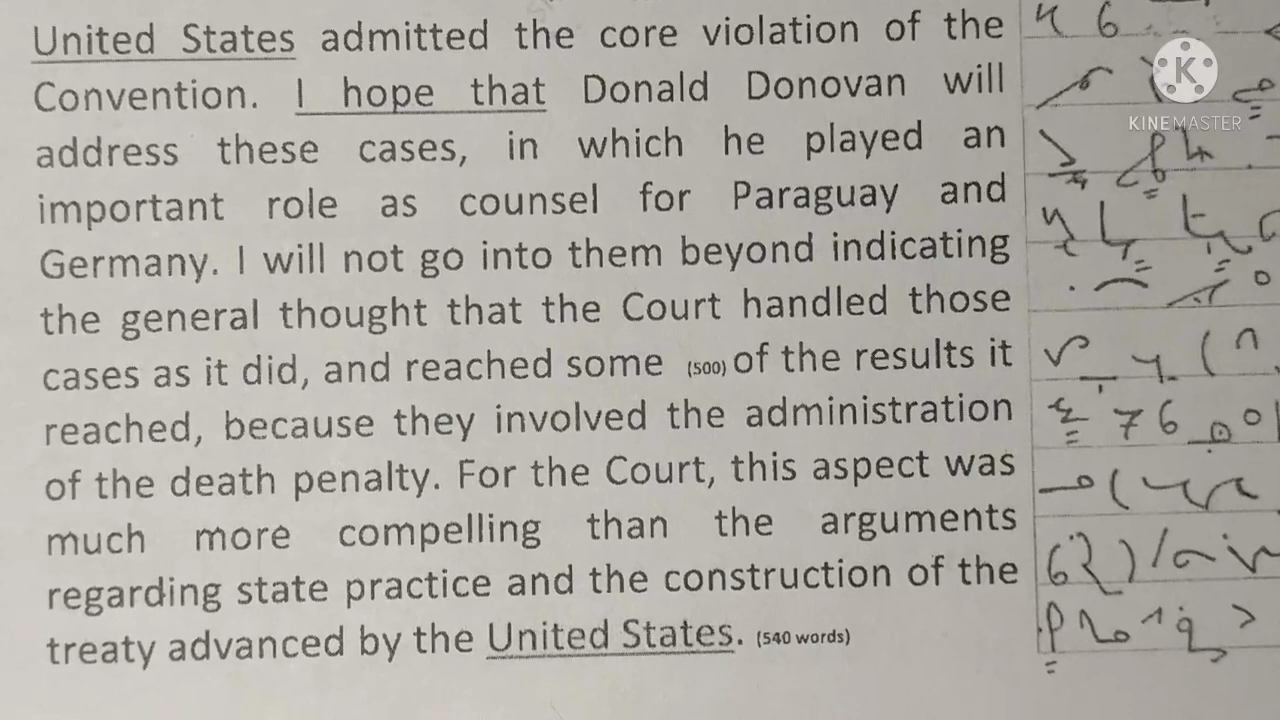 United States admitted the core violation of the
Convention. I hope that Donald Donovan will
address these cases, in which he played an
important role as counsel for Paraguay and
Germany. I will not go into them beyond indicating
the general thought that the Court handled those
cases as it did, and reached some (500) of the results it
reached, because they involved the administration
of the death penalty. For the Court, this aspect was
much more compelling than the arguments
regarding state practice and the construction of the
treaty advanced by the United States. (540 words)
K
KINEMASTER